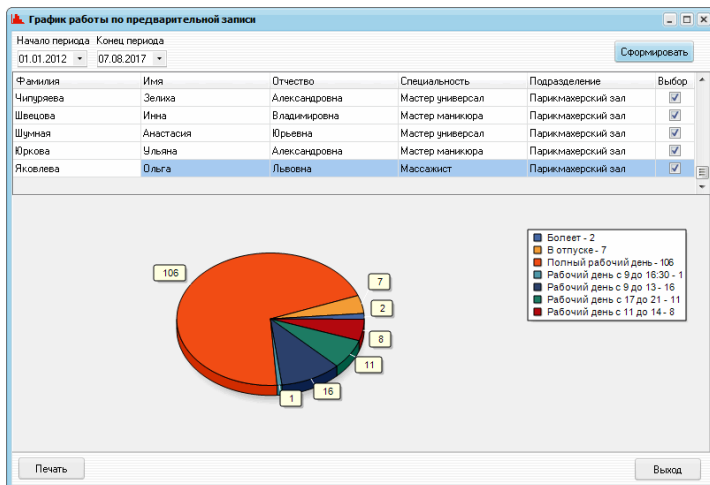 График работы по предварительной записи
Начало периода Конец периода
01.01.2012 07.08.2017 Сформировать
Фамилия Имя Отчество Специальность Подразделение Выбор
Чипуряева Зелиха Александровна Мастер универсал Парикмахерский зал
Швецова Инна Владимировна Мастер маникюра Парикмахерский зал
Шумная Анастасия Юрьевна Мастер универсал Парикмахерский зал
Юркова Ульяна Александровна Мастер маникюра Парикмахерский зал
Яковлева Ольга Львовна Массажист Парикмахерский зал
106
7
2
8
11
16
1
Болеет - 2
В отпуске - 7
Полный рабочий день - 106
Рабочий день с 9 до 16:30 - 1
Рабочий день с 9 до 13 - 16
Рабочий день с 17 до 21 - 11
Рабочий день с 11 до 14 - 8
Печать Выход